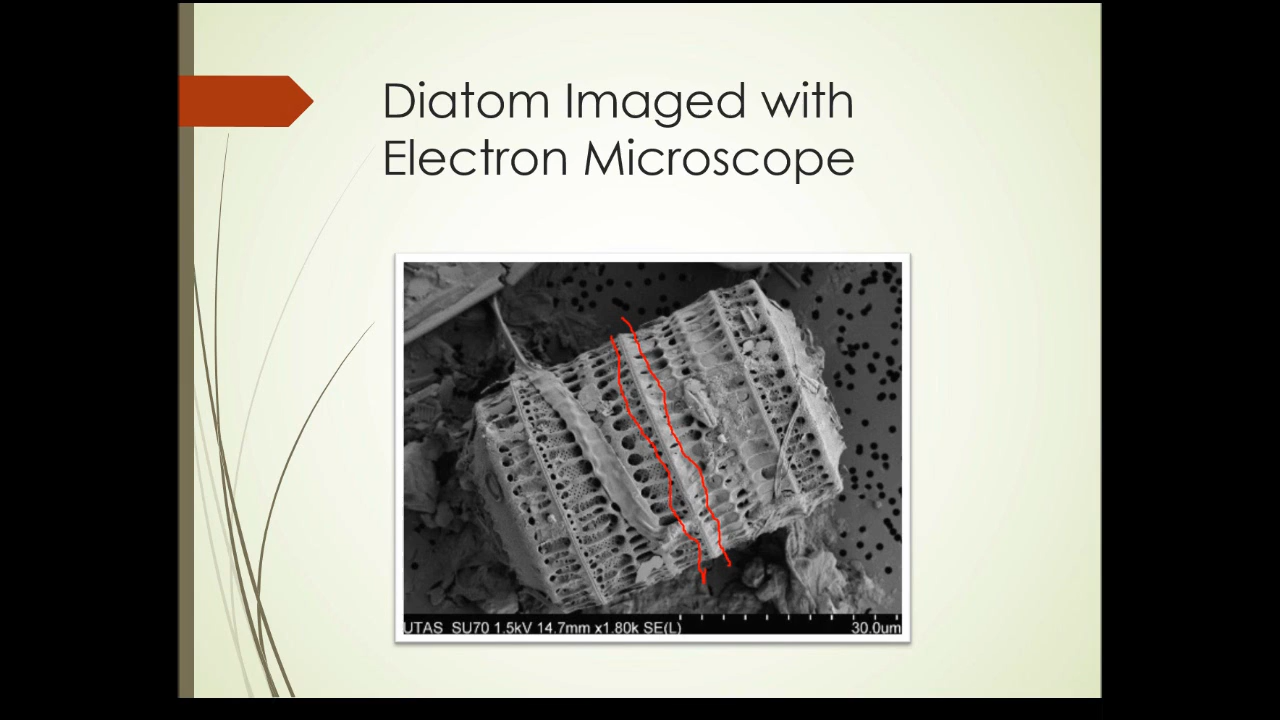 Diatom Imaged with
Electron Microscope
UTAS SU70 1.5kV 14.7mm x1.80k SE(L) 30.0um